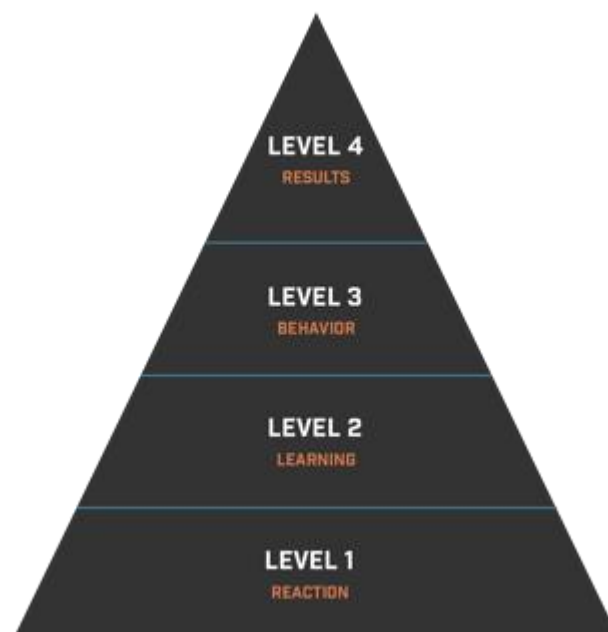 LEVEL 4
RESULTS
LEVEL 3
BEHAVIOR
LEVEL 2
LEARNING
LEVEL 1
REACTION